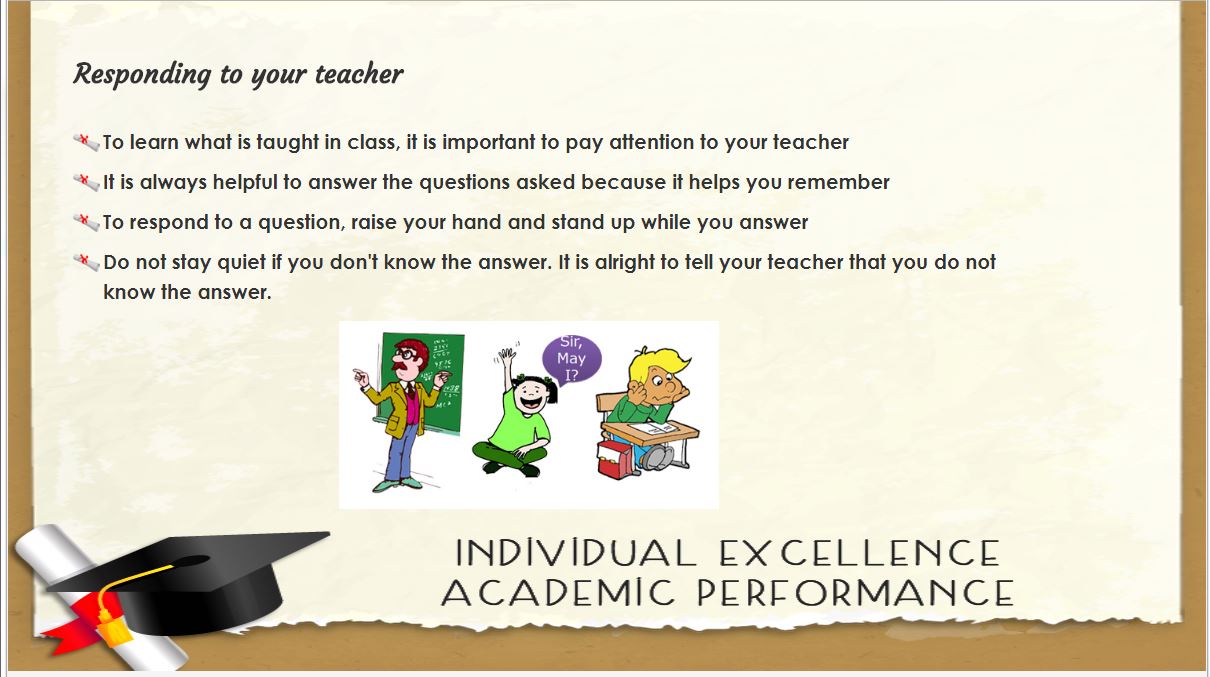 Responding to your teacher
To learn what is taught in class, it is important to pay attention to your teacher
It is always helpful to answer the questions asked because it helps you remember
To respond to a question, raise your hand and stand up while you answer
Do not stay quiet if you don't know the answer. It is alright to tell your teacher that you do not
know the answer.
Sir,
May
I?
INDIVIDUAL EXCELLENCE
ACADEMIC PERFORMANCE